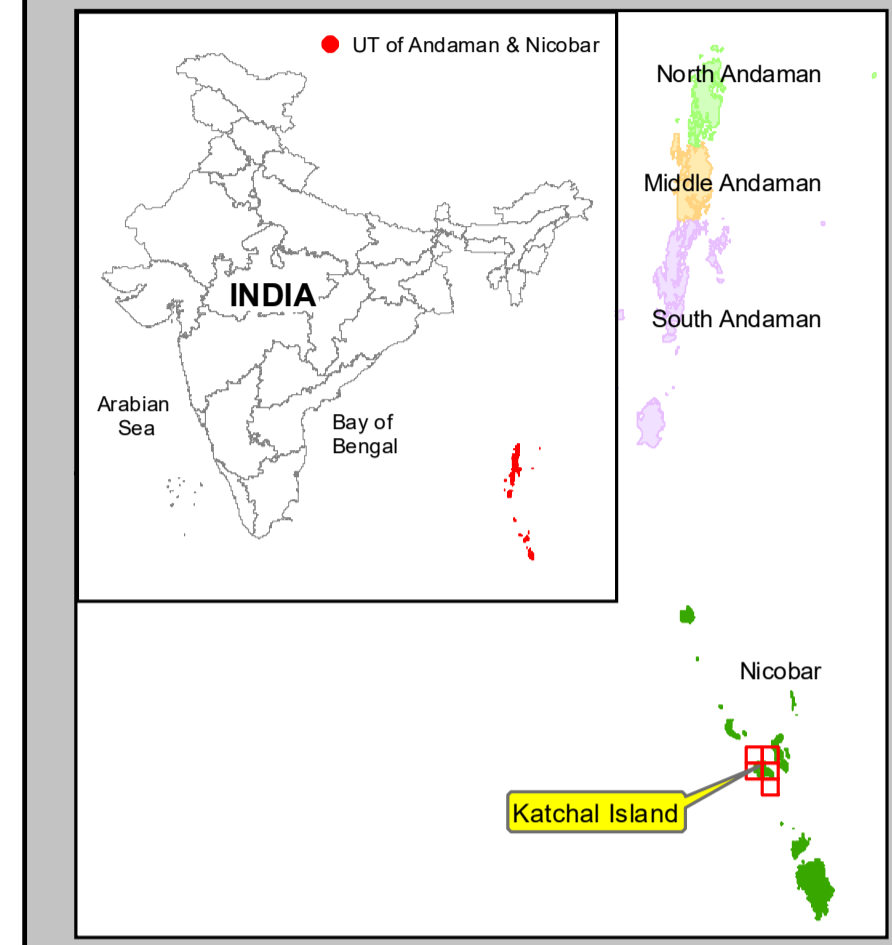 UT of Andaman & Nicobar
INDIA
Arabian
Sea
Bay of
Bengal
North Andaman
Middle Andaman
South Andaman
Nicobar
Katchal Island